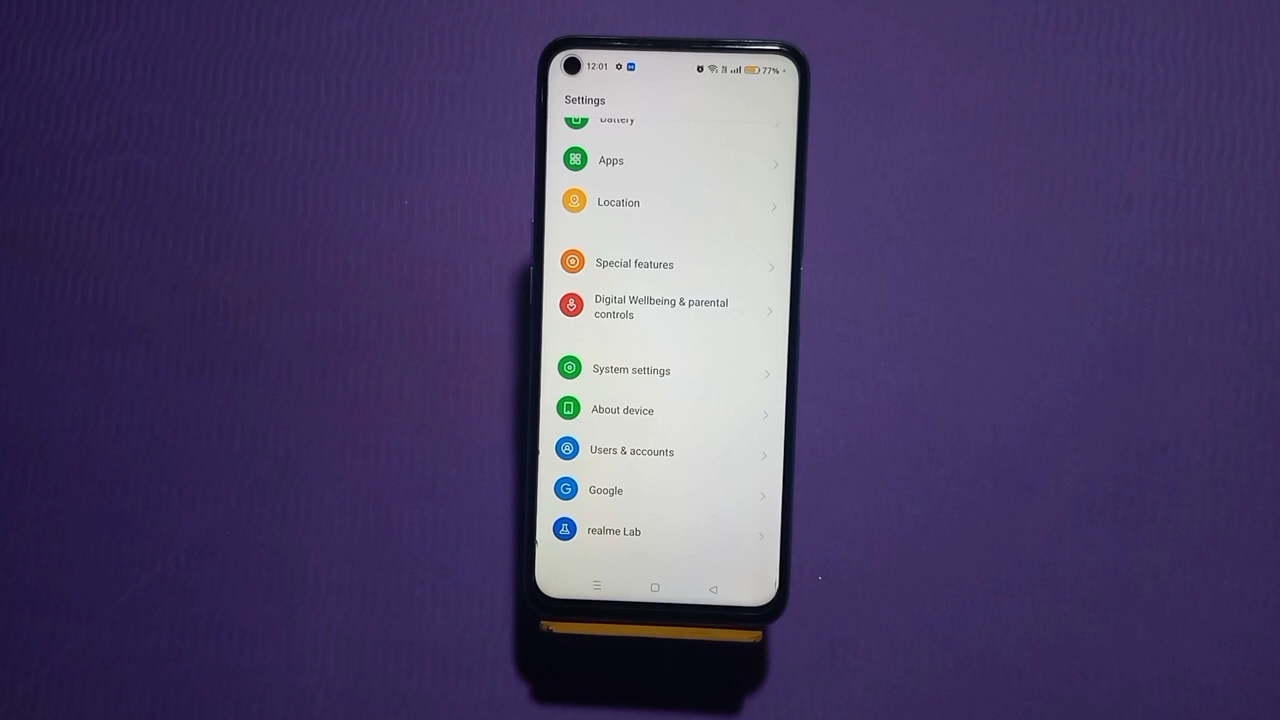 12:01 77%
Settings
Battery
Apps
Location
Special features
Digital Wellbeing & parental
controls
System settings
About device
Users & accounts
Google
realme Lab